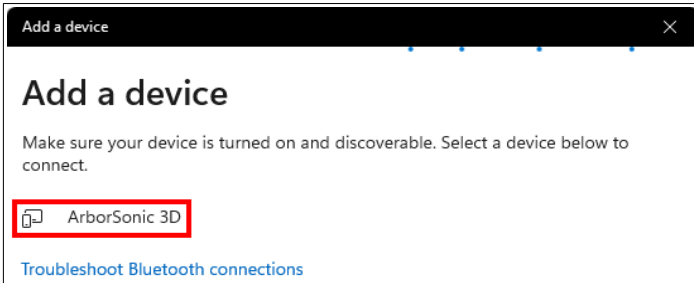 Add a device
Add a device
Make sure your device is turned on and discoverable. Select a device below to
connect.
ArborSonic 3D
Troubleshoot Bluetooth connections